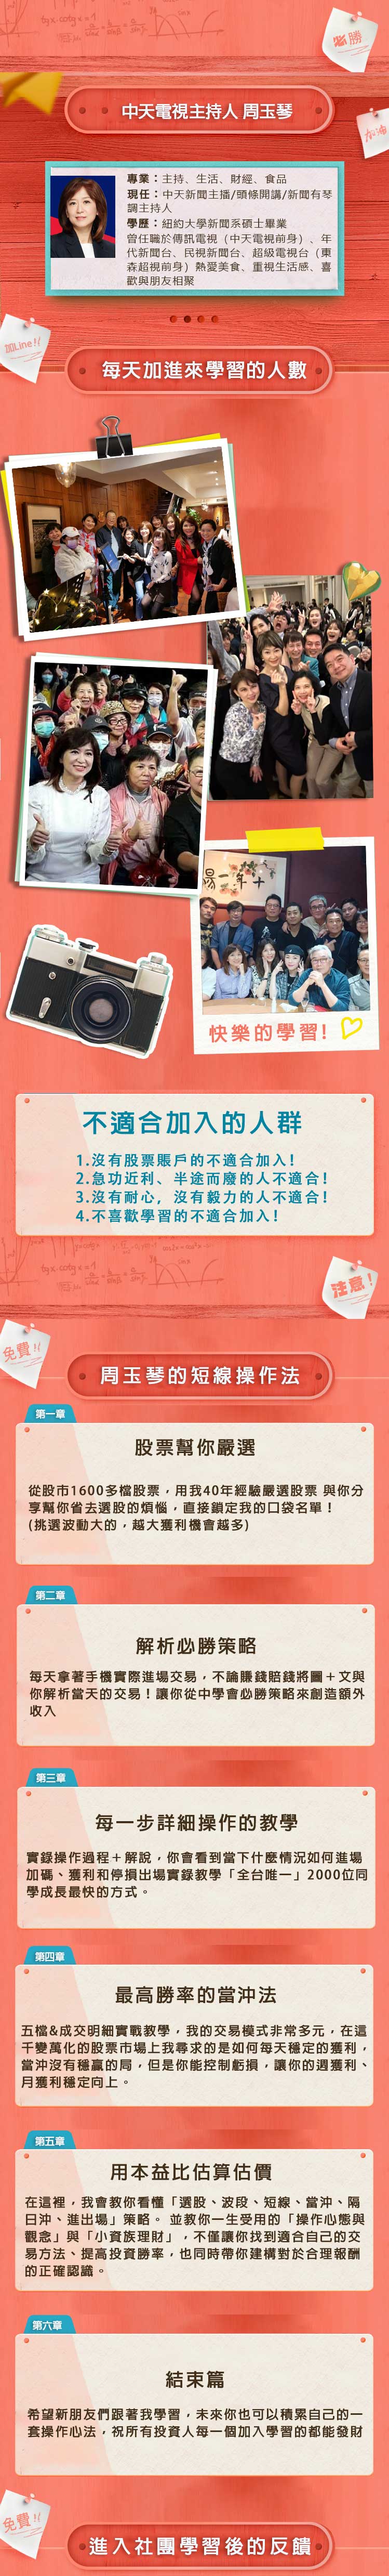 必勝
中天電視主持人 周玉琴
加油
專業：主持、生活、財經、食品
現任：中天新聞主播/頭條開講/新聞有琴
調主持人
學歷：紐約大學新聞系碩士畢業
曾任職於傳訊電視（中天電視前身）、年
代新聞台、民視新聞台、超級電視台（東
森超視前身）熱愛美食、重視生活感、喜
歡與朋友相聚
加Line!!
每天加進來學習的人數
快樂的學習!
不適合加入的人群
1.沒有股票賬戶的不適合加入!
2.急功近利、半途而廢的人不適合!
3.沒有耐心，沒有毅力的人不適合!
4.不喜歡學習的不適合加入!
注意!
免費!!
周玉琴的短線操作法
第一章
股票幫你嚴選
從股市1600多檔股票，用我40年經驗嚴選股票 與你分
享幫你省去選股的煩惱，直接鎖定我的口袋名單！
(挑選波動大的，越大獲利機會越多)
第二章
解析必勝策略
每天拿著手機實際進場交易，不論賺錢賠錢將圖＋文與
你解析當天的交易！讓你從中學會必勝策略來創造額外
收入
第三章
每一步詳細操作的教學
實錄操作過程＋解說，你會看到當下什麼情況如何進場
加碼、獲利和停損出場實錄教學「全台唯一」2000位同
學成長最快的方式。
第四章
最高勝率的當沖法
五檔&成交明細實戰教學，我的交易模式非常多元，在這
千變萬化的股票市場上我尋求的是如何每天穩定的獲利，
當沖沒有穩贏的局，但是你能控制虧損，讓你的週獲利、
月獲利穩定向上。
第五章
用本益比估算估價
在這裡，我會教你看懂「選股、波段、短線、當沖、隔
日沖、進出場」策略。 並教你一生受用的「操作心態與
觀念」與「小資族理財」，不僅讓你找到適合自己的交
易方法、提高投資勝率，也同時帶你建構對於合理報酬
的正確認識。
第六章
結束篇
希望新朋友們跟著我學習，未來你也可以積累自己的一
套操作心法，祝所有投資人每一個加入學習的都能發財
免費!!
進入社團學習後的反饋